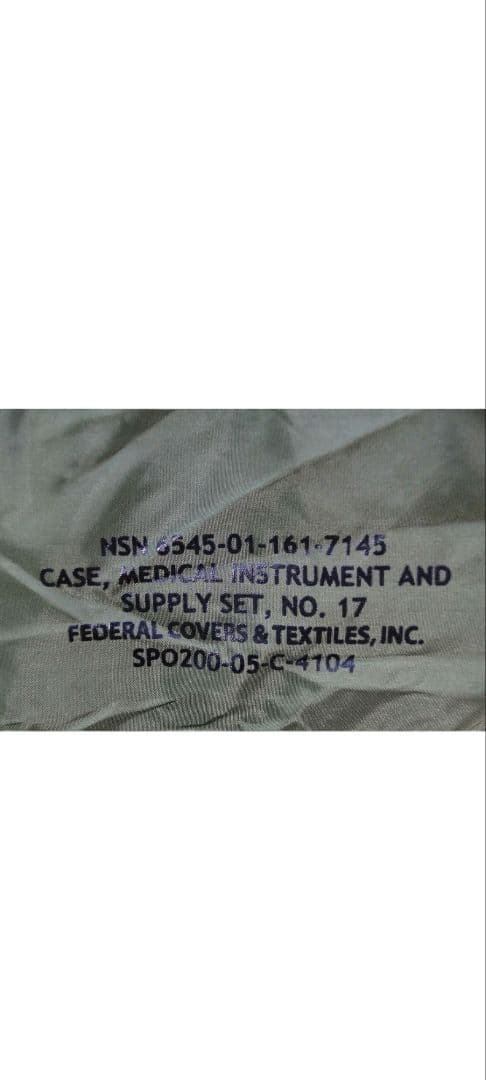 NSN 6545-01-161-7145
CASE, MEDICAL INSTRUMENT AND
SUPPLY SET, NO. 17
FEDERAL COVERS & TEXTILES, INC.
SPO200-05-C-4104